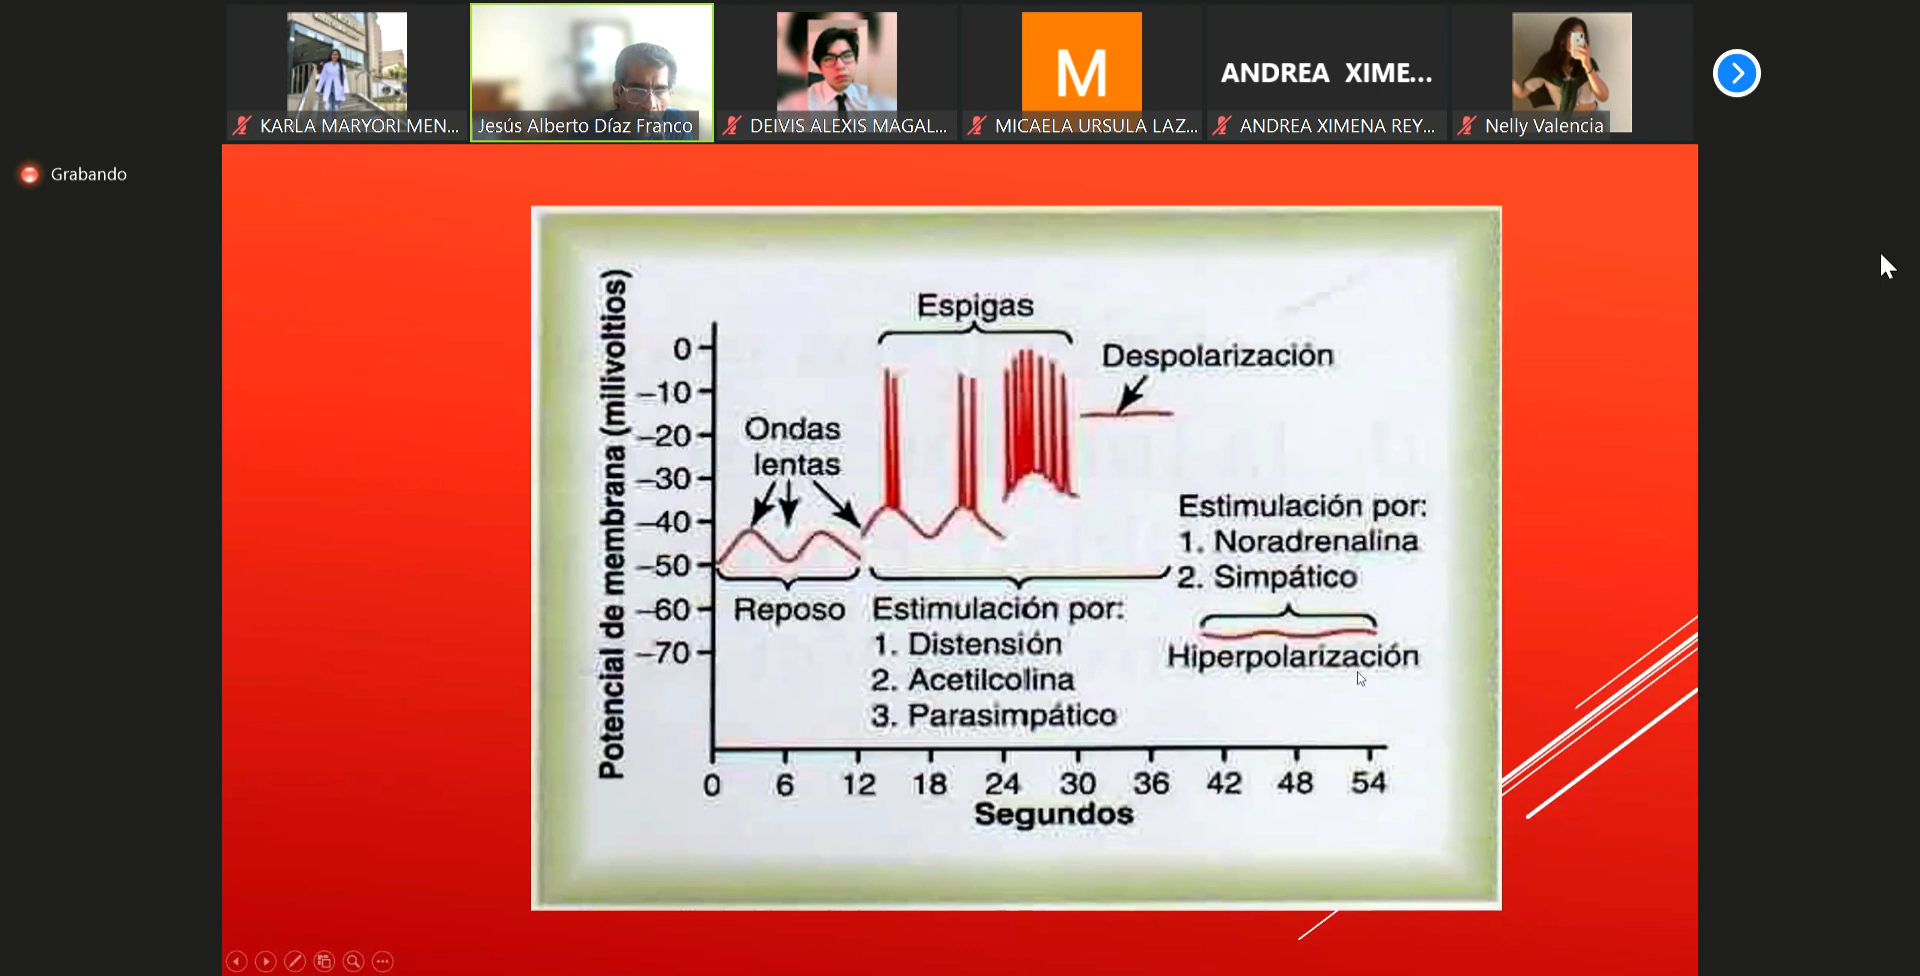 KARLA MARYORI MEN...
Jesús Alberto Díaz Franco
DEIVIS ALEXIS MAGAL...
M
MICAELA URSULA LAZ...
ANDREA XIME...
ANDREA XIMENA REY...
Nelly Valencia
Grabando
Potencial de membrana (milivoltios)
0
−10
−20
−30
−40
−50
−60
−70
Espigas
Despolarización
Ondas
lentas
Reposo
Estimulación por:
1. Distensión
2. Acetilcolina
3. Parasimpático
Estimulación por:
1. Noradrenalina
2. Simpático
Hiperpolarización
0 6 12 18 24 30 36 42 48 54
Segundos